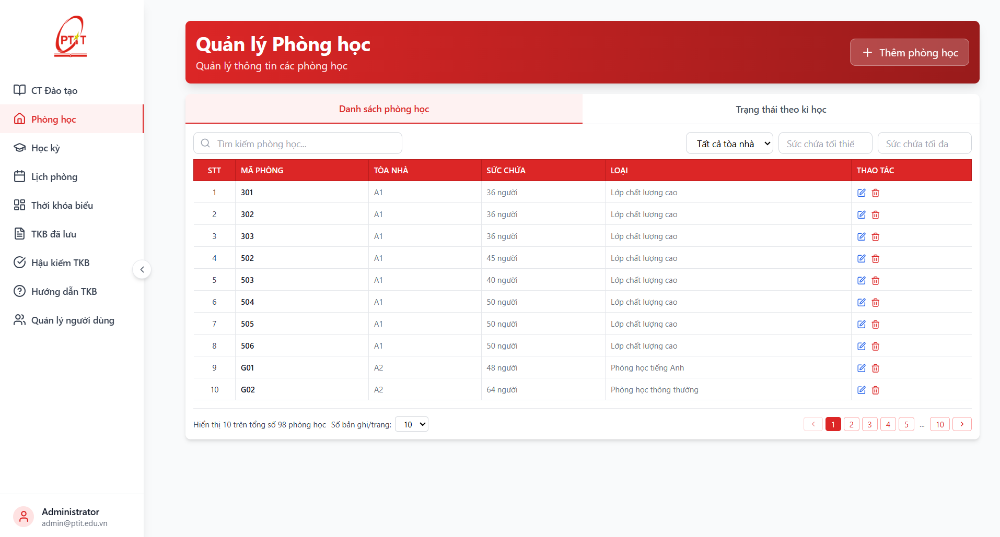 PTIT
CT Đào tạo
Phòng học
Học kỳ
Lịch phòng
Thời khóa biểu
TKB đã lưu
Hậu kiểm TKB
Hướng dẫn TKB
Quản lý người dùng
Administrator
admin@ptit.edu.vn
Quản lý Phòng học
Quản lý thông tin các phòng học
Thêm phòng học
Danh sách phòng học Trạng thái theo kì học
Tìm kiếm phòng học... Tất cả tòa nhà Sức chứa tối thiể Sức chứa tối đa
STT MÃ PHÒNG TÒA NHÀ SỨC CHỨA LOẠI THAO TÁC
1 301 A1 36 người Lớp chất lượng cao
2 302 A1 36 người Lớp chất lượng cao
3 303 A1 36 người Lớp chất lượng cao
4 502 A1 45 người Lớp chất lượng cao
5 503 A1 40 người Lớp chất lượng cao
6 504 A1 50 người Lớp chất lượng cao
7 505 A1 50 người Lớp chất lượng cao
8 506 A1 50 người Lớp chất lượng cao
9 G01 A2 48 người Phòng học tiếng Anh
10 G02 A2 64 người Phòng học thông thường
Hiển thị 10 trên tổng số 98 phòng học Số bản ghi/trang: 10 1 2 3 4 5 ... 10